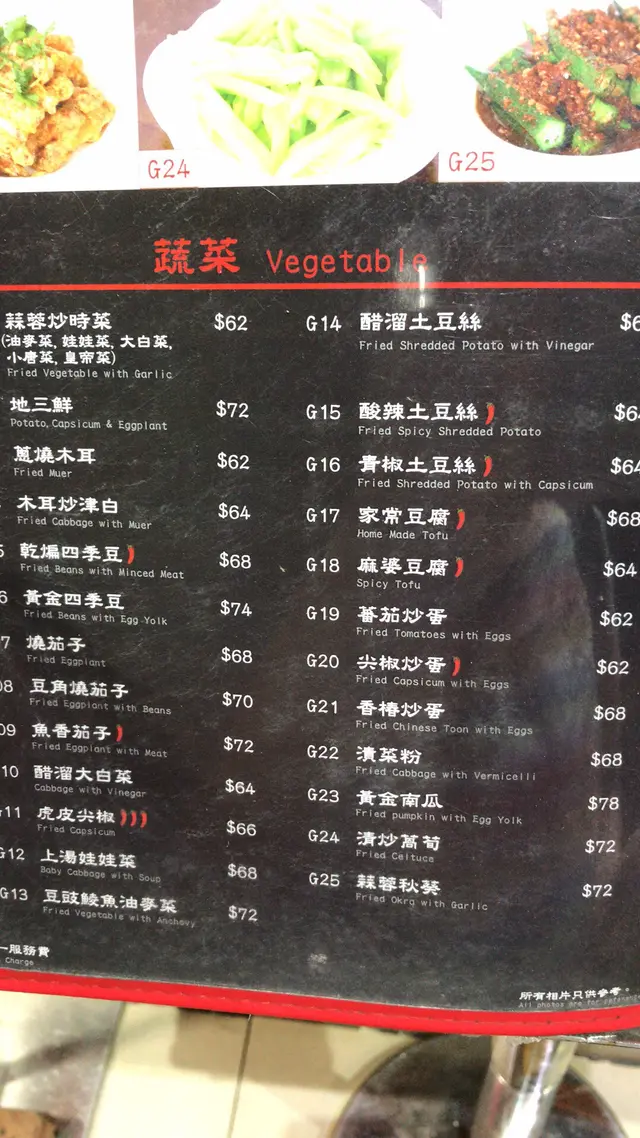 G24
G25
蔬菜 Vegetable
蒜蓉炒時菜 $62
(油麥菜, 娃娃菜, 大白菜,
小唐菜, 皇帝菜)
Fried Vegetable with Garlic
地三鮮 $72
Potato, Capsicum & Eggplant
蔥燒木耳 $62
Fried Muer
木耳炒津白 $64
Fried Cabbage with Muer
乾煸四季豆 $68
Fried Beans with Minced Meat
黃金四季豆 $74
Fried Beans with Egg Yolk
燒茄子 $68
Fried Eggplant
豆角燒茄子 $70
Fried Eggplant with Beans
09 魚香茄子 $72
Fried Eggplant with Meat
10 醋溜大白菜 $64
Cabbage with Vinegar
G11 虎皮尖椒 $66
Fried Capsicum
G12 上湯娃娃菜 $68
Baby Cabbage with Soup
G13 豆豉鯪魚油麥菜 $72
Fried Vegetable with Anchovy
G14 醋溜土豆絲
Fried Shredded Potato with Vinegar
G15 酸辣土豆絲
Fried Spicy Shredded Potato
G16 青椒土豆絲 $64
Fried Shredded Potato with Capsicum
G17 家常豆腐 $68
Home Made Tofu
G18 麻婆豆腐 $64
Spicy Tofu
G19 蕃茄炒蛋 $62
Fried Tomatoes with Eggs
G20 尖椒炒蛋 $62
Fried Capsicum with Eggs
G21 香椿炒蛋 $68
Fried Chinese Toon with Eggs
G22 漬菜粉 $68
Fried Cabbage with Vermicelli
G23 黃金南瓜 $78
Fried pumpkin with Egg Yolk
G24 清炒萵筍 $72
Fried Celtuce
G25 蒜蓉秋葵 $72
Fried Okra with Garlic
一服務費
Charge
所有相片只供參考
All photos are for reference